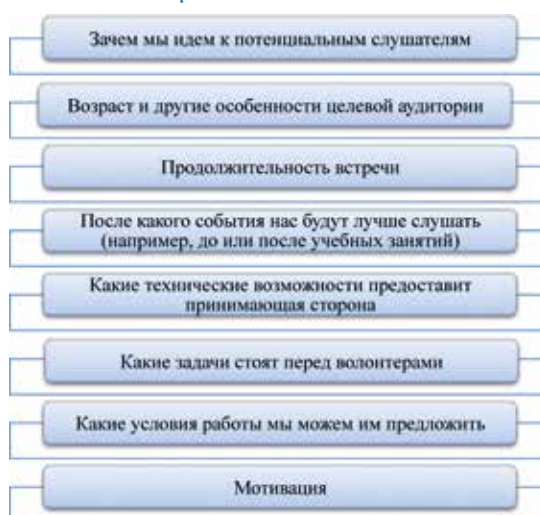 Зачем мы идем к потенциальным слушателям
Возраст и другие особенности целевой аудитории
Продолжительность встречи
После какого события нас будут лучше слушать
(например, до или после учебных занятий)
Какие технические возможности предоставит
принимающая сторона
Какие задачи стоят перед волонтерами
Какие условия работы мы можем им предложить
Мотивация